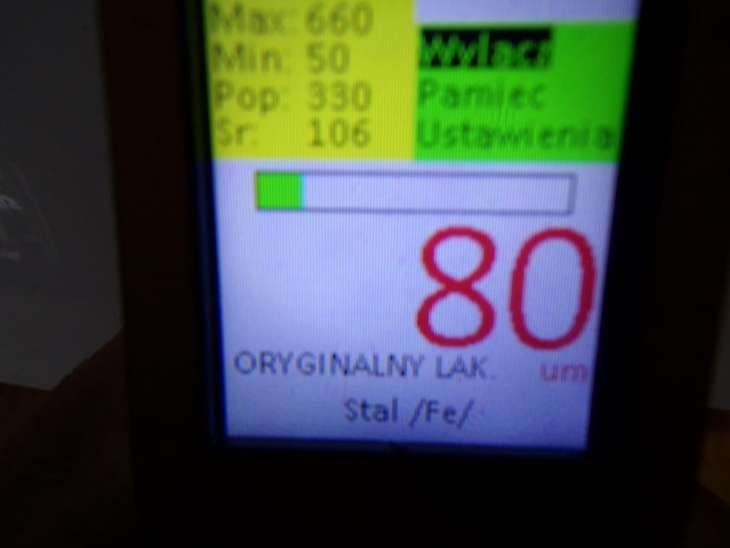 Max: 660
Min: 50
Pop: 330
Sr: 106
Wylacz
Pamiec
Ustawienia
80
um
ORYGINALNY LAK.
Stal /Fe/